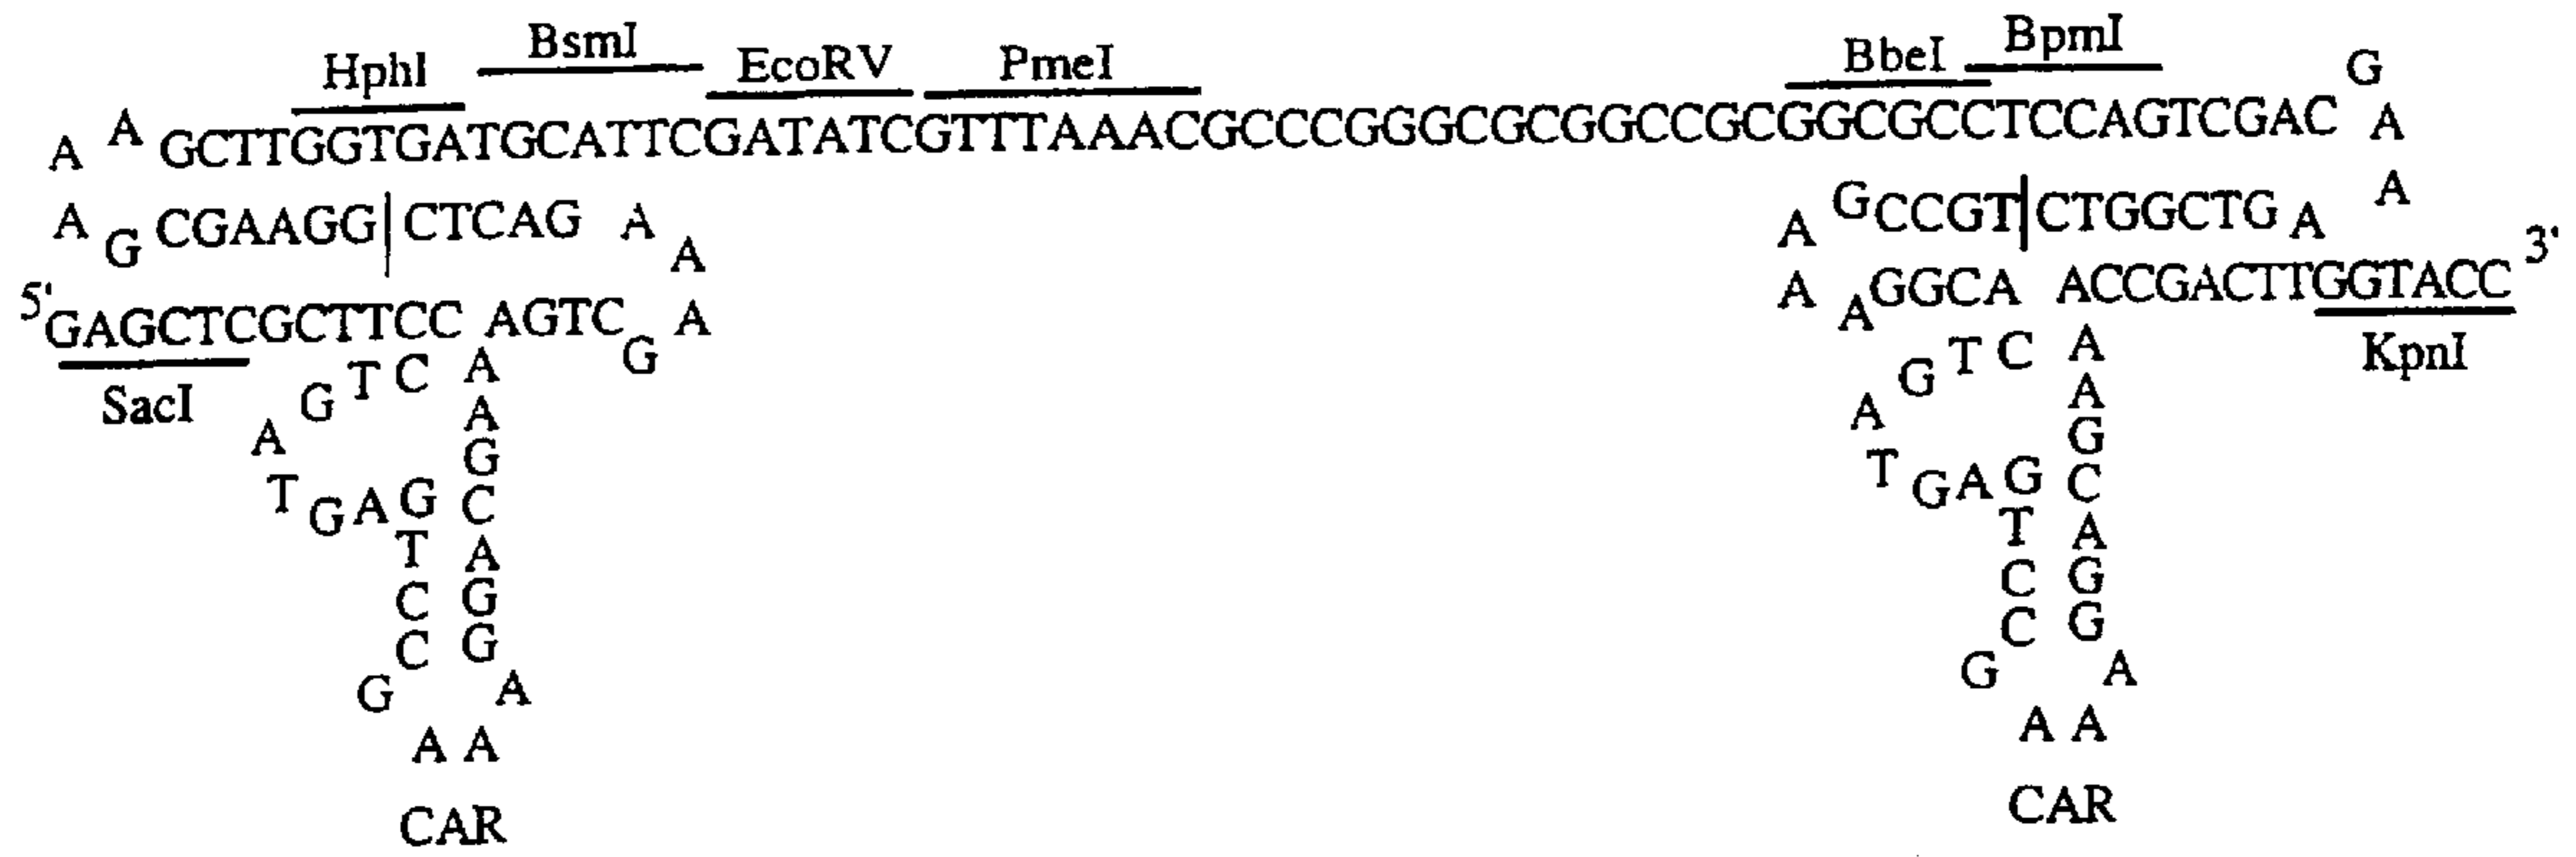 HphI BsmI EcoRV PmeI BbeI BpmI G
A A GCTTGGTGATGCATTCGATATCGTTTAAACGCCCGGGCGCGGCCGCGGCGCCTCCAGTCGAC A
A G CGAAGG|CTCAG A A A G CCGT|CTGGCTG A A
5' GAGCTCGCTTCC AGTC G A A A GGCA ACCGACTTGGTACC 3'
SacI A G T C A A G T C A KpnI
A A
G G
T G A G C T G A G C
T A T A
C G C G
C G C G
G A G A
A A A A
CAR CAR